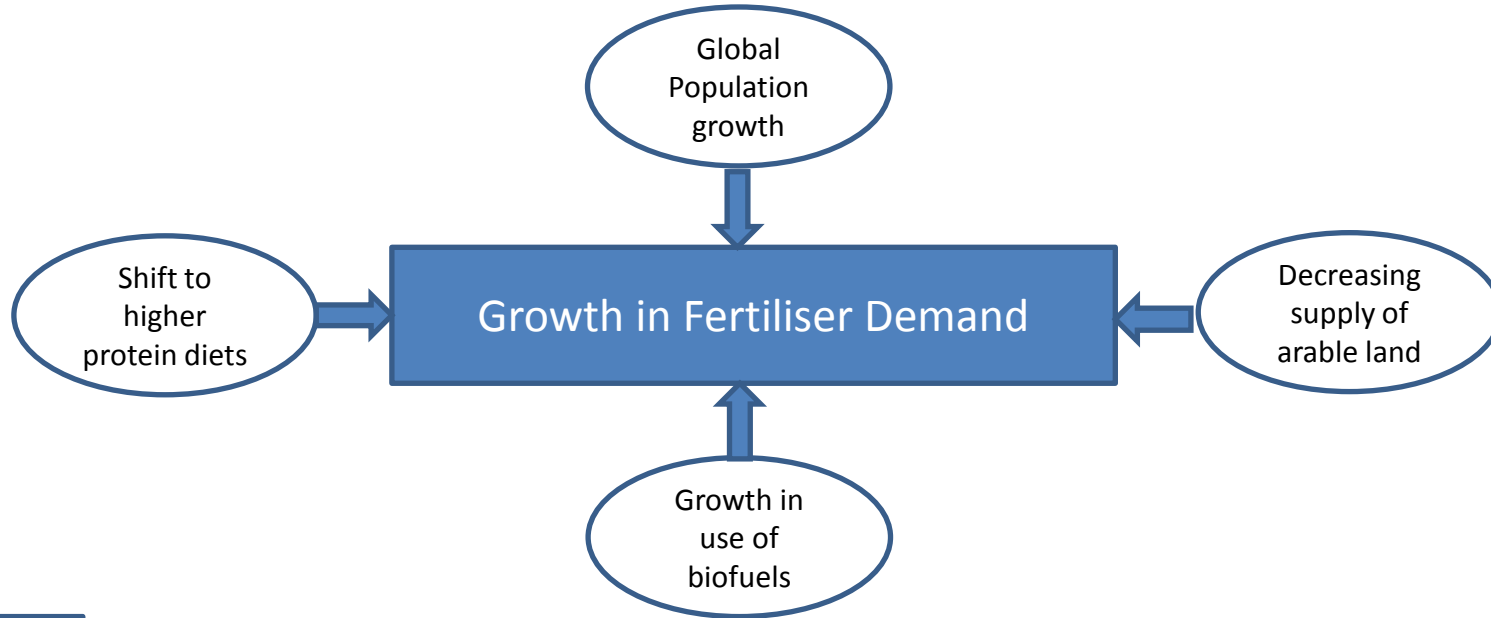 Global
Population
growth
Shift to
higher
protein diets
Growth in Fertiliser Demand
Decreasing
supply of
arable land
Growth in
use of
biofuels